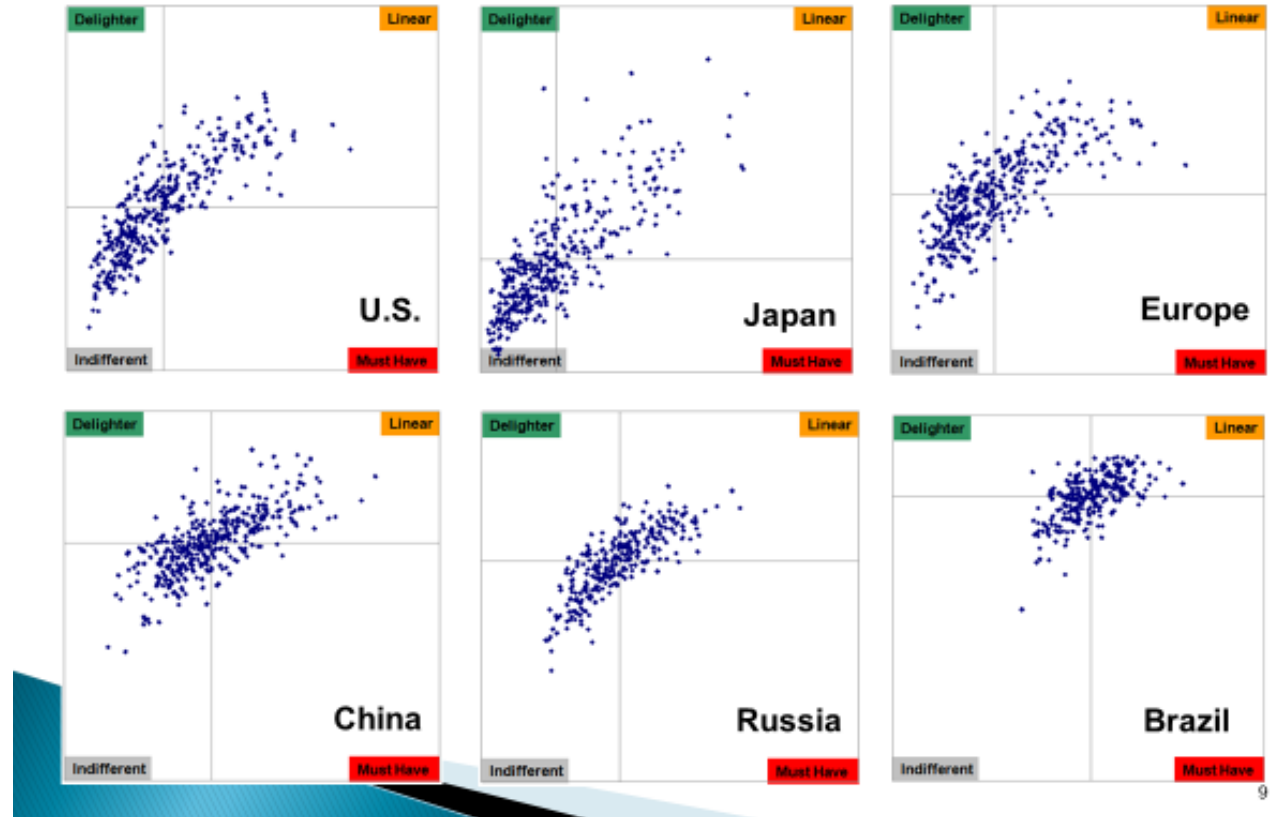 Delighter Linear
U.S.
Indifferent Must Have
Delighter Linear
Japan
Indifferent Must Have
Delighter Linear
Europe
Indifferent Must Have
Delighter Linear
China
Indifferent Must Have
Delighter Linear
Russia
Indifferent Must Have
Delighter Linear
Brazil
Indifferent Must Have
9